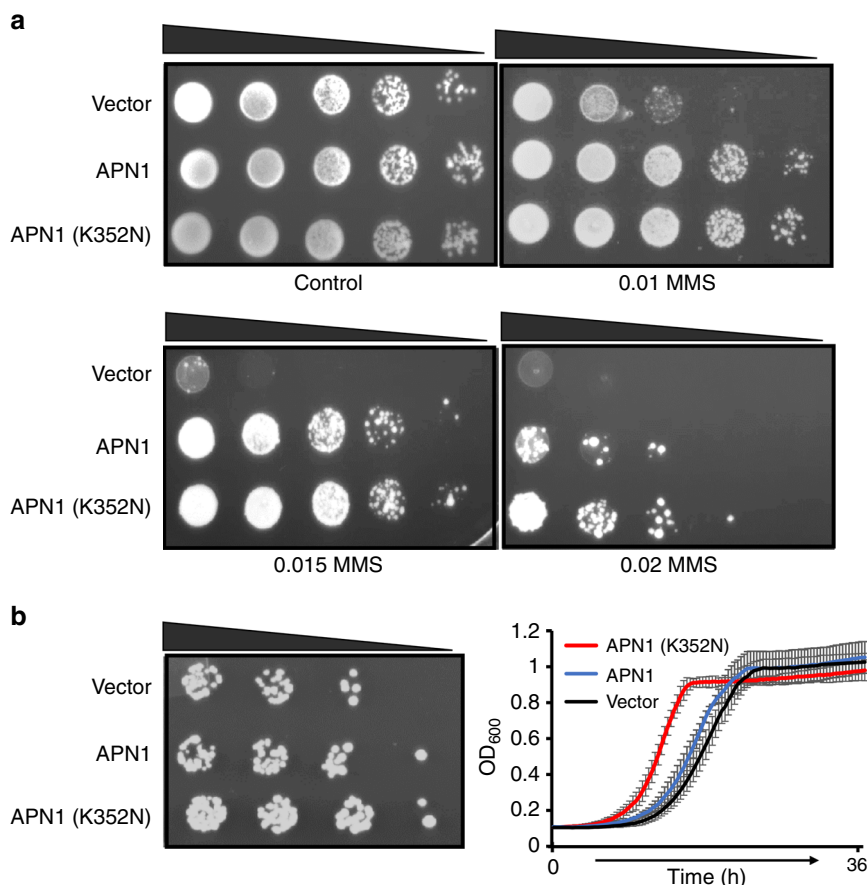 a
Vector
APN1
APN1 (K352N)
Control
0.01 MMS
Vector
APN1
APN1 (K352N)
0.015 MMS
0.02 MMS
b
Vector
APN1
APN1 (K352N)
1.2
1
0.8
0.6
0.4
0.2
0
OD600
APN1 (K352N)
APN1
Vector
0
36
Time (h)